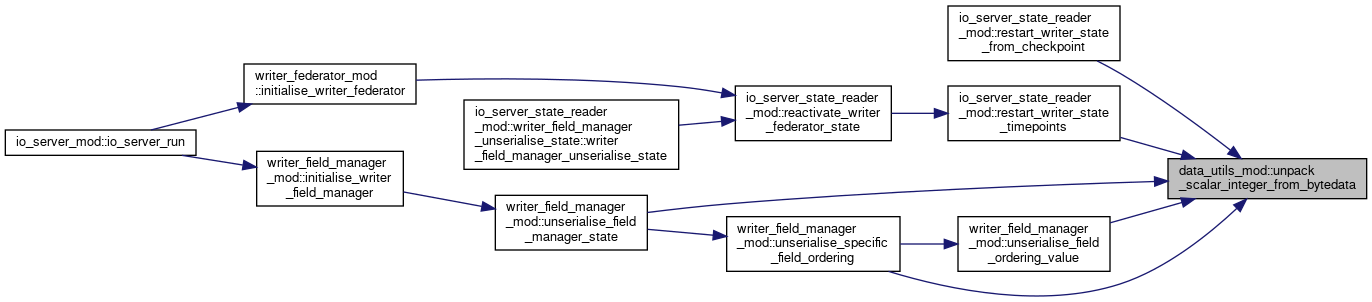 io_server_state_reader
_mod::restart_writer_state
_from_checkpoint
writer_federator_mod
::initialise_writer_federator
io_server_state_reader
_mod::reactivate_writer
_federator_state
io_server_state_reader
_mod::restart_writer_state
_timepoints
io_server_state_reader
_mod::writer_field_manager
_unserialise_state::writer
_field_manager_unserialise_state
io_server_mod::io_server_run
writer_field_manager
_mod::initialise_writer
_field_manager
data_utils_mod::unpack
_scalar_integer_from_bytedata
writer_field_manager
_mod::unserialise_field
_manager_state
writer_field_manager
_mod::unserialise_specific
_field_ordering
writer_field_manager
_mod::unserialise_field
_ordering_value